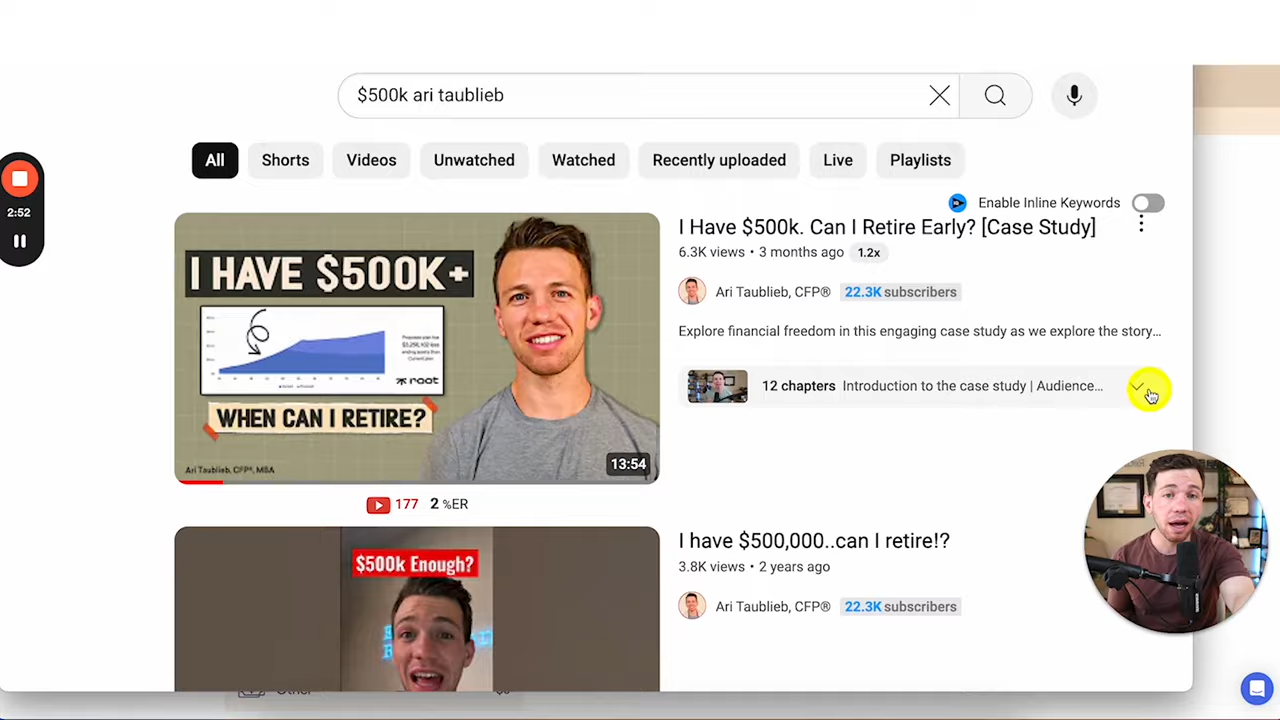 $500k ari taublieb
All
Shorts
Videos
Unwatched
Watched
Recently uploaded
Live
Playlists
2:52
Enable Inline Keywords
I HAVE $500K+
root
WHEN CAN I RETIRE?
Ari Taublieb, CFP®, MBA
13:54
I Have $500k. Can I Retire Early? [Case Study]
6.3K views • 3 months ago 1.2x
Ari Taublieb, CFP® 22.3K subscribers
Explore financial freedom in this engaging case study as we explore the story...
12 chapters Introduction to the case study | Audience...
177 2 %ER
$500k Enough?
I have $500,000..can I retire!?
3.8K views • 2 years ago
Ari Taublieb, CFP® 22.3K subscribers